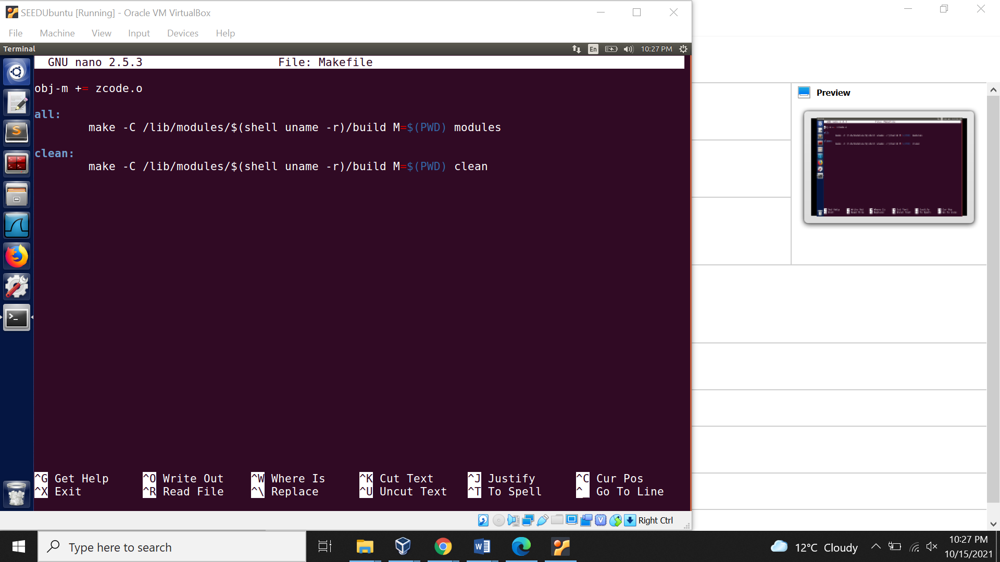 SEEDUbuntu [Running] - Oracle VM VirtualBox
File Machine View Input Devices Help
Terminal
En
10:27 PM
GNU nano 2.5.3 File: Makefile
obj-m += zcode.o
all:
make -C /lib/modules/$(shell uname -r)/build M=$(PWD) modules
clean:
make -C /lib/modules/$(shell uname -r)/build M=$(PWD) clean
^G Get Help ^O Write Out ^W Where Is ^K Cut Text ^J Justify ^C Cur Pos
^X Exit ^R Read File ^\ Replace ^U Uncut Text ^T To Spell ^_ Go To Line
Right Ctrl
Preview
Type here to search
12°C Cloudy
10:27 PM
10/15/2021